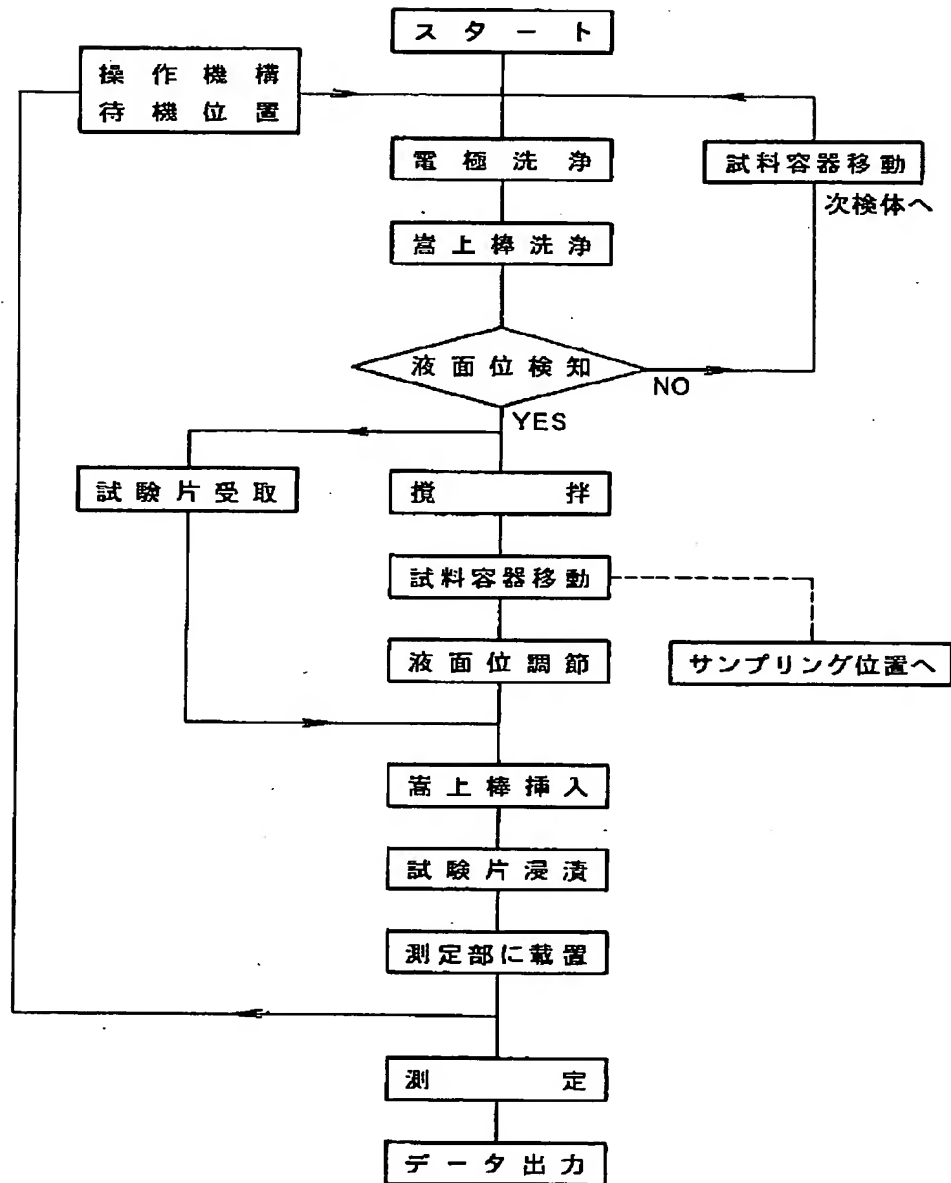 スタート
操作機構
待機位置
電極洗浄
試料容器移動
次検体へ
嵩上棒洗浄
液面位検知
NO
YES
試験片受取
撹拌
試料容器移動
液面位調節
サンプリング位置へ
嵩上棒挿入
試験片浸漬
測定部に載置
測定
データ出力